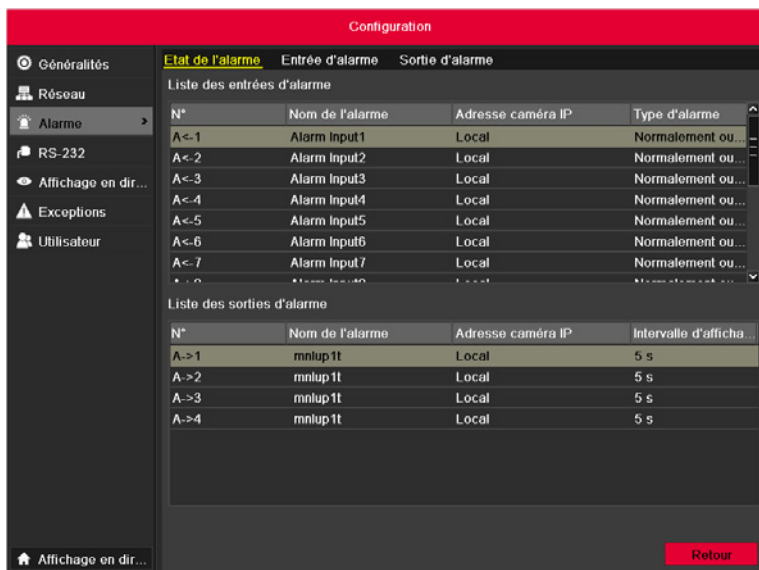 Configuration
Généralités
Réseau
Alarme
RS-232
Affichage en dir...
Exceptions
Utilisateur
Affichage en dir...
Etat de l'alarme Entrée d'alarme Sortie d'alarme
Liste des entrées d'alarme
N° Nom de l'alarme Adresse caméra IP Type d'alarme
A<-1 Alarm Input1 Local Normalement ou...
A<-2 Alarm Input2 Local Normalement ou...
A<-3 Alarm Input3 Local Normalement ou...
A<-4 Alarm Input4 Local Normalement ou...
A<-5 Alarm Input5 Local Normalement ou...
A<-6 Alarm Input6 Local Normalement ou...
A<-7 Alarm Input7 Local Normalement ou...
Liste des sorties d'alarme
N° Nom de l'alarme Adresse caméra IP Intervalle d'afficha...
A->1 mnlup1t Local 5 s
A->2 mnlup1t Local 5 s
A->3 mnlup1t Local 5 s
A->4 mnlup1t Local 5 s
Retour